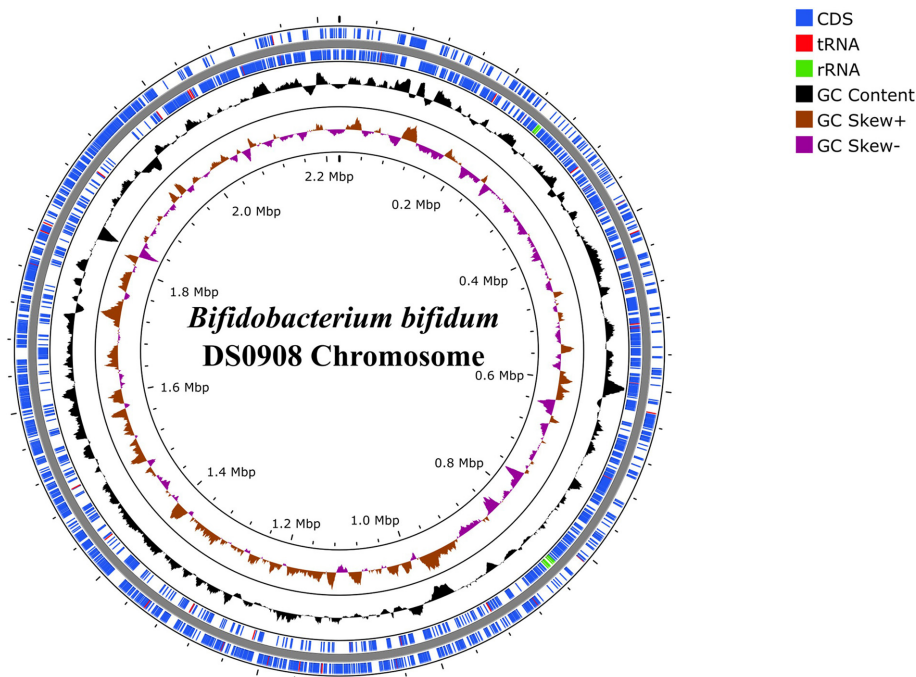 CDS
tRNA
rRNA
GC Content
GC Skew+
GC Skew-
2.2 Mbp
0.2 Mbp
0.4 Mbp
0.6 Mbp
0.8 Mbp
1.0 Mbp
1.2 Mbp
1.4 Mbp
1.6 Mbp
1.8 Mbp
2.0 Mbp
Bifidobacterium bifidum
DS0908 Chromosome